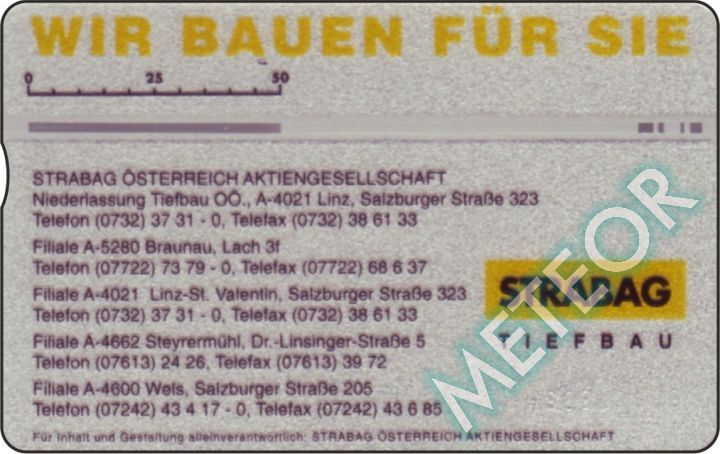 WIR BAUEN FÜR SIE
0 25 50
STRABAG ÖSTERREICH AKTIENGESELLSCHAFT
Niederlassung Tiefbau OÖ., A-4021 Linz, Salzburger Straße 323
Telefon (0732) 37 31 - 0, Telefax (0732) 38 61 33
Filiale A-5280 Braunau, Lach 3f
Telefon (07722) 73 79 - 0, Telefax (07722) 68 6 37
Filiale A-4021 Linz-St. Valentin, Salzburger Straße 323
Telefon (0732) 37 31 - 0, Telefax (0732) 38 61 33
Filiale A-4662 Steyrermühl, Dr.-Linsinger-Straße 5
Telefon (07613) 24 26, Telefax (07613) 39 72
Filiale A-4600 Wels, Salzburger Straße 205
Telefon (07242) 43 4 17 - 0, Telefax (07242) 43 6 85
STRABAG
TIEFBAU
METEOR
Für Inhalt und Gestaltung alleinverantwortlich: STRABAG ÖSTERREICH AKTIENGESELLSCHAFT